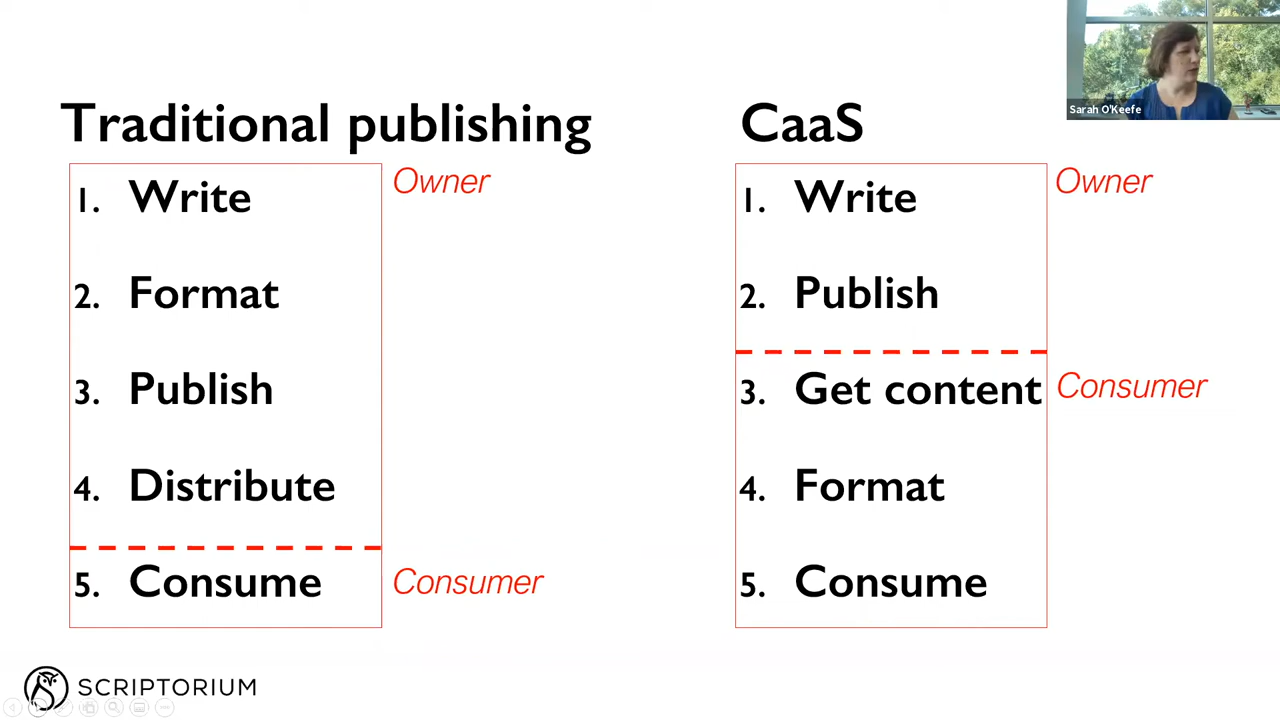 Sarah O'Keefe
Traditional publishing
Owner
1. Write
2. Format
3. Publish
4. Distribute
5. Consume
Consumer
CaaS
Owner
1. Write
2. Publish
3. Get content
Consumer
4. Format
5. Consume
SCRIPTORIUM